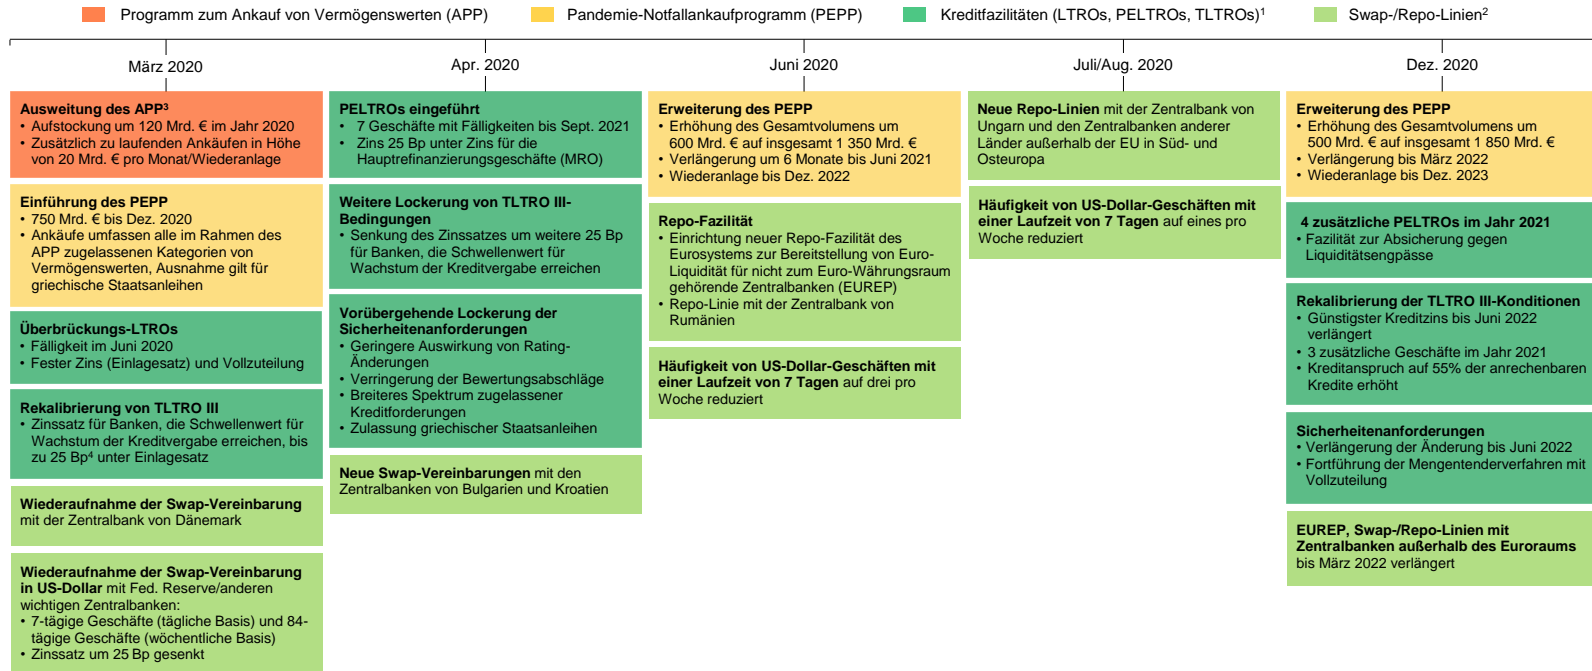 Programm zum Ankauf von Vermögenswerten (APP)
Pandemie-Notfallankaufprogramm (PEPP)
Kreditfazilitäten (LTROs, PELTROs, TLTROs)¹
Swap-/Repo-Linien²
März 2020
Apr. 2020
Juni 2020
Juli/Aug. 2020
Dez. 2020
Ausweitung des APP³
• Aufstockung um 120 Mrd. € im Jahr 2020
• Zusätzlich zu laufenden Ankäufen in Höhe
von 20 Mrd. € pro Monat/Wiederanlage
Einführung des PEPP
• 750 Mrd. € bis Dez. 2020
• Ankäufe umfassen alle im Rahmen des
APP zugelassenen Kategorien von
Vermögenswerten, Ausnahme gilt für
griechische Staatsanleihen
Überbrückungs-LTROs
• Fälligkeit im Juni 2020
• Fester Zins (Einlagesatz) und Vollzuteilung
Rekalibrierung von TLTRO III
• Zinssatz für Banken, die Schwellenwert für
Wachstum der Kreditvergabe erreichen, bis
zu 25 Bp⁴ unter Einlagesatz
Wiederaufnahme der Swap-Vereinbarung
mit der Zentralbank von Dänemark
Wiederaufnahme der Swap-Vereinbarung
in US-Dollar mit Fed. Reserve/anderen
wichtigen Zentralbanken:
• 7-tägige Geschäfte (tägliche Basis) und 84-
tägige Geschäfte (wöchentliche Basis)
• Zinssatz um 25 Bp gesenkt
PELTROs eingeführt
• 7 Geschäfte mit Fälligkeiten bis Sept. 2021
• Zins 25 Bp unter Zins für die
Hauptrefinanzierungsgeschäfte (MRO)
Weitere Lockerung von TLTRO III-
Bedingungen
• Senkung des Zinssatzes um weitere 25 Bp
für Banken, die Schwellenwert für
Wachstum der Kreditvergabe erreichen
Vorübergehende Lockerung der
Sicherheitenanforderungen
• Geringere Auswirkung von Rating-
Änderungen
• Verringerung der Bewertungsabschläge
• Breiteres Spektrum zugelassener
Kreditforderungen
• Zulassung griechischer Staatsanleihen
Neue Swap-Vereinbarungen mit den
Zentralbanken von Bulgarien und Kroatien
Erweiterung des PEPP
• Erhöhung des Gesamtvolumens um
600 Mrd. € auf insgesamt 1 350 Mrd. €
• Verlängerung um 6 Monate bis Juni 2021
• Wiederanlage bis Dez. 2022
Repo-Fazilität
• Einrichtung neuer Repo-Fazilität des
Eurosystems zur Bereitstellung von Euro-
Liquidität für nicht zum Euro-Währungsraum
gehörende Zentralbanken (EUREP)
• Repo-Linie mit der Zentralbank von
Rumänien
Häufigkeit von US-Dollar-Geschäften mit
einer Laufzeit von 7 Tagen auf drei pro
Woche reduziert
Neue Repo-Linien mit der Zentralbank von
Ungarn und den Zentralbanken anderer
Länder außerhalb der EU in Süd- und
Osteuropa
Häufigkeit von US-Dollar-Geschäften mit
einer Laufzeit von 7 Tagen auf eines pro
Woche reduziert
Erweiterung des PEPP
• Erhöhung des Gesamtvolumens um
500 Mrd. € auf insgesamt 1 850 Mrd. €
• Verlängerung bis März 2022
• Wiederanlage bis Dez. 2023
4 zusätzliche PELTROs im Jahr 2021
• Fazilität zur Absicherung gegen
Liquiditätsengpässe
Rekalibrierung der TLTRO III-Konditionen
• Günstigster Kreditzins bis Juni 2022
verlängert
• 3 zusätzliche Geschäfte im Jahr 2021
• Kreditanspruch auf 55% der anrechenbaren
Kredite erhöht
Sicherheitenanforderungen
• Verlängerung der Änderung bis Juni 2022
• Fortführung der Mengentenderverfahren mit
Vollzuteilung
EUREP, Swap-/Repo-Linien mit
Zentralbanken außerhalb des Euroraums
bis März 2022 verlängert